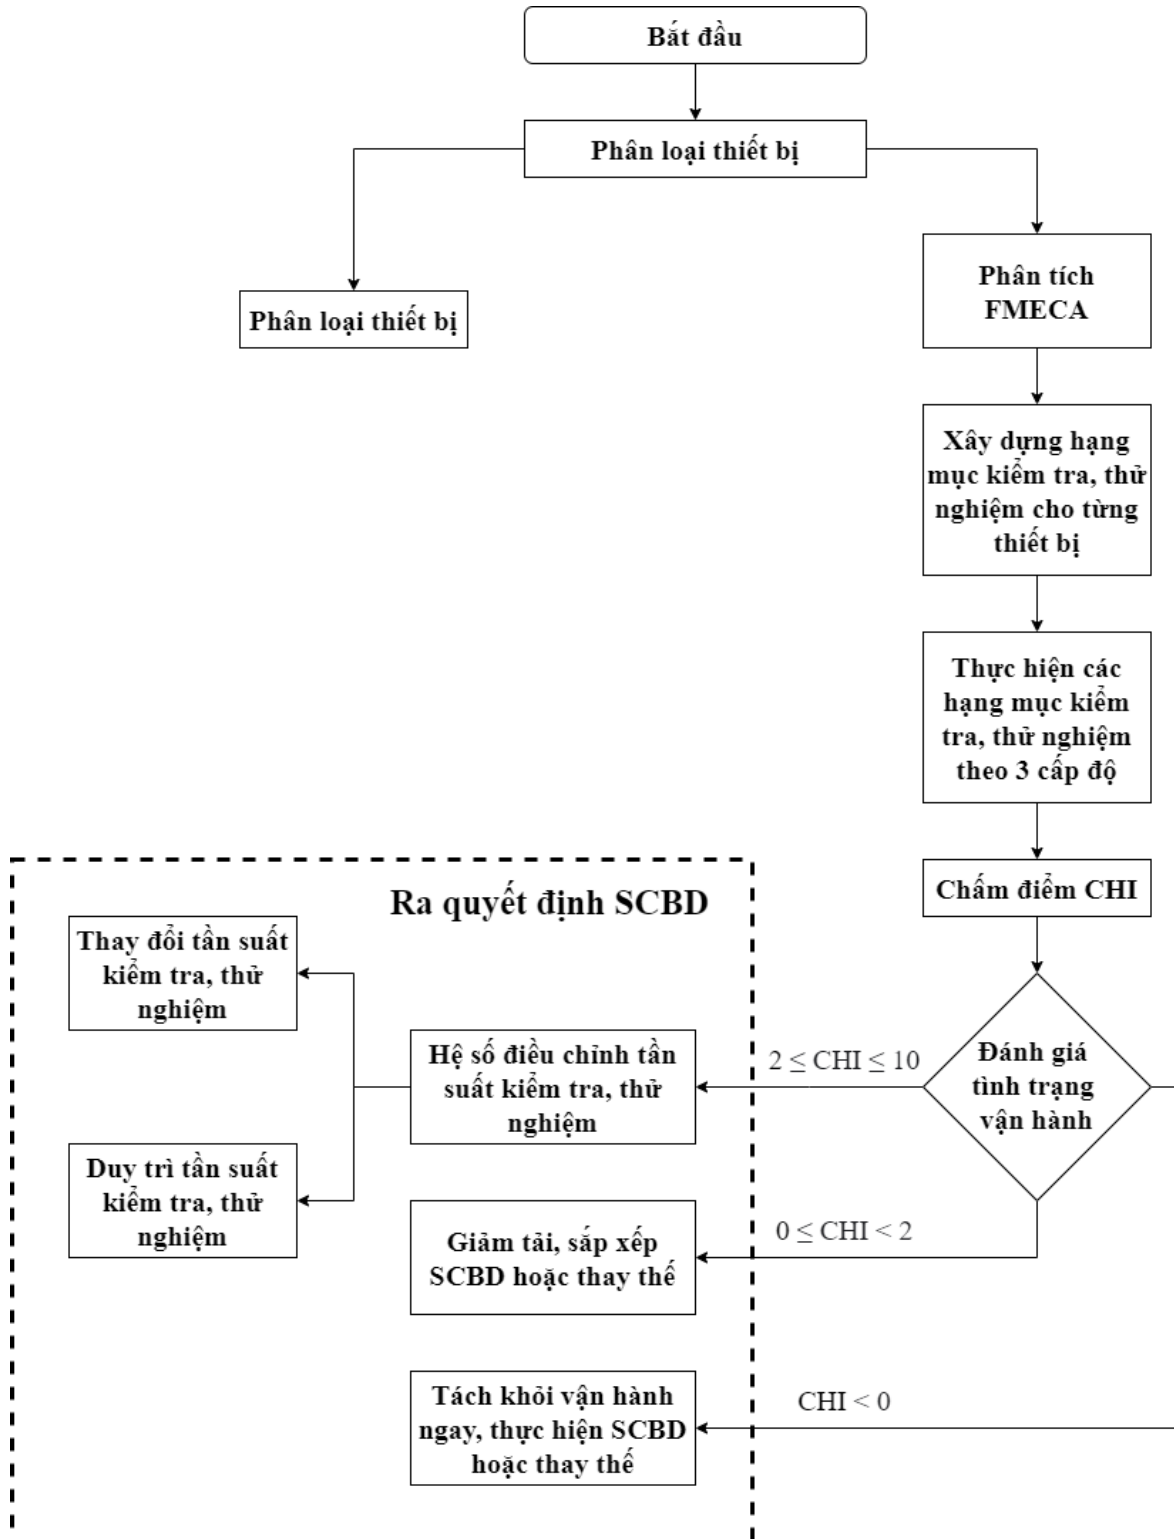 Bắt đầu
Phân loại thiết bị
Phân loại thiết bị
Phân tích
FMECA
Xây dựng hạng
mục kiểm tra, thử
nghiệm cho từng
thiết bị
Thực hiện các
hạng mục kiểm
tra, thử nghiệm
theo 3 cấp độ
Chấm điểm CHI
Đánh giá
tình trạng
vận hành
Ra quyết định SCBD
2 ≤ CHI ≤ 10
Hệ số điều chỉnh tần
suất kiểm tra, thử
nghiệm
Thay đổi tần suất
kiểm tra, thử
nghiệm
Duy trì tần suất
kiểm tra, thử
nghiệm
0 ≤ CHI < 2
Giảm tải, sắp xếp
SCBD hoặc thay thế
CHI < 0
Tách khỏi vận hành
ngay, thực hiện SCBD
hoặc thay thế